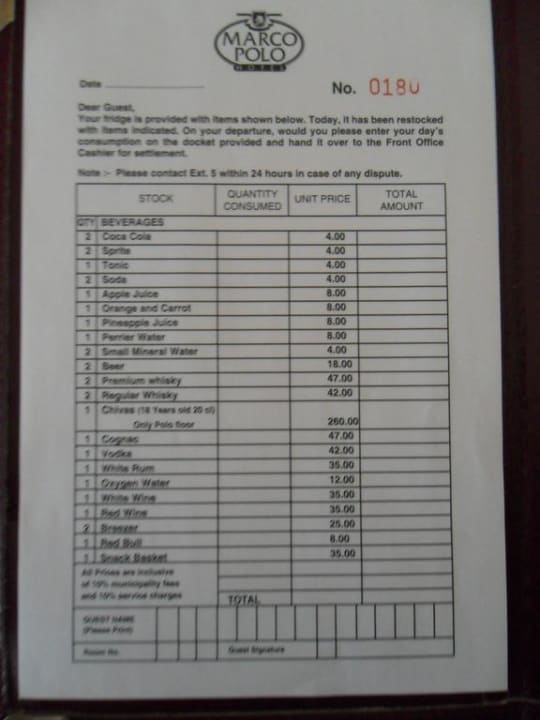 MARCO
POLO
HOTEL
Date
No. 0180
Dear Guest,
Your fridge is provided with items shown below. Today, it has been restocked
with items indicated. On your departure, would you please enter your day's
consumption on the docket provided and hand it over to the Front Office
Cashier for settlement.
Note :- Please contact Ext. 5 within 24 hours in case of any dispute.
STOCK QUANTITY CONSUMED UNIT PRICE TOTAL AMOUNT
QTY BEVERAGES
2 Coca Cola 4.00
2 Sprite 4.00
1 Tonic 4.00
2 Soda 4.00
1 Apple Juice 8.00
1 Orange and Carrot 8.00
1 Pineapple Juice 8.00
1 Perrier Water 8.00
2 Small Mineral Water 4.00
2 Beer 18.00
2 Premium whisky 47.00
2 Regular Whisky 42.00
1 Chivas (18 Years old 20 cl)
Only Polo floor 260.00
1 Cognac 47.00
1 Vodka 42.00
1 White Rum 35.00
1 Oxygen Water 12.00
1 White Wine 35.00
1 Red Wine 35.00
2 Breezer 25.00
1 Red Bull 8.00
1 Snack Basket 35.00
All Prices are inclusive
of 10% municipality fees
and 10% service charges
TOTAL
GUEST NAME
(Please Print)
Room No. Guest Signature